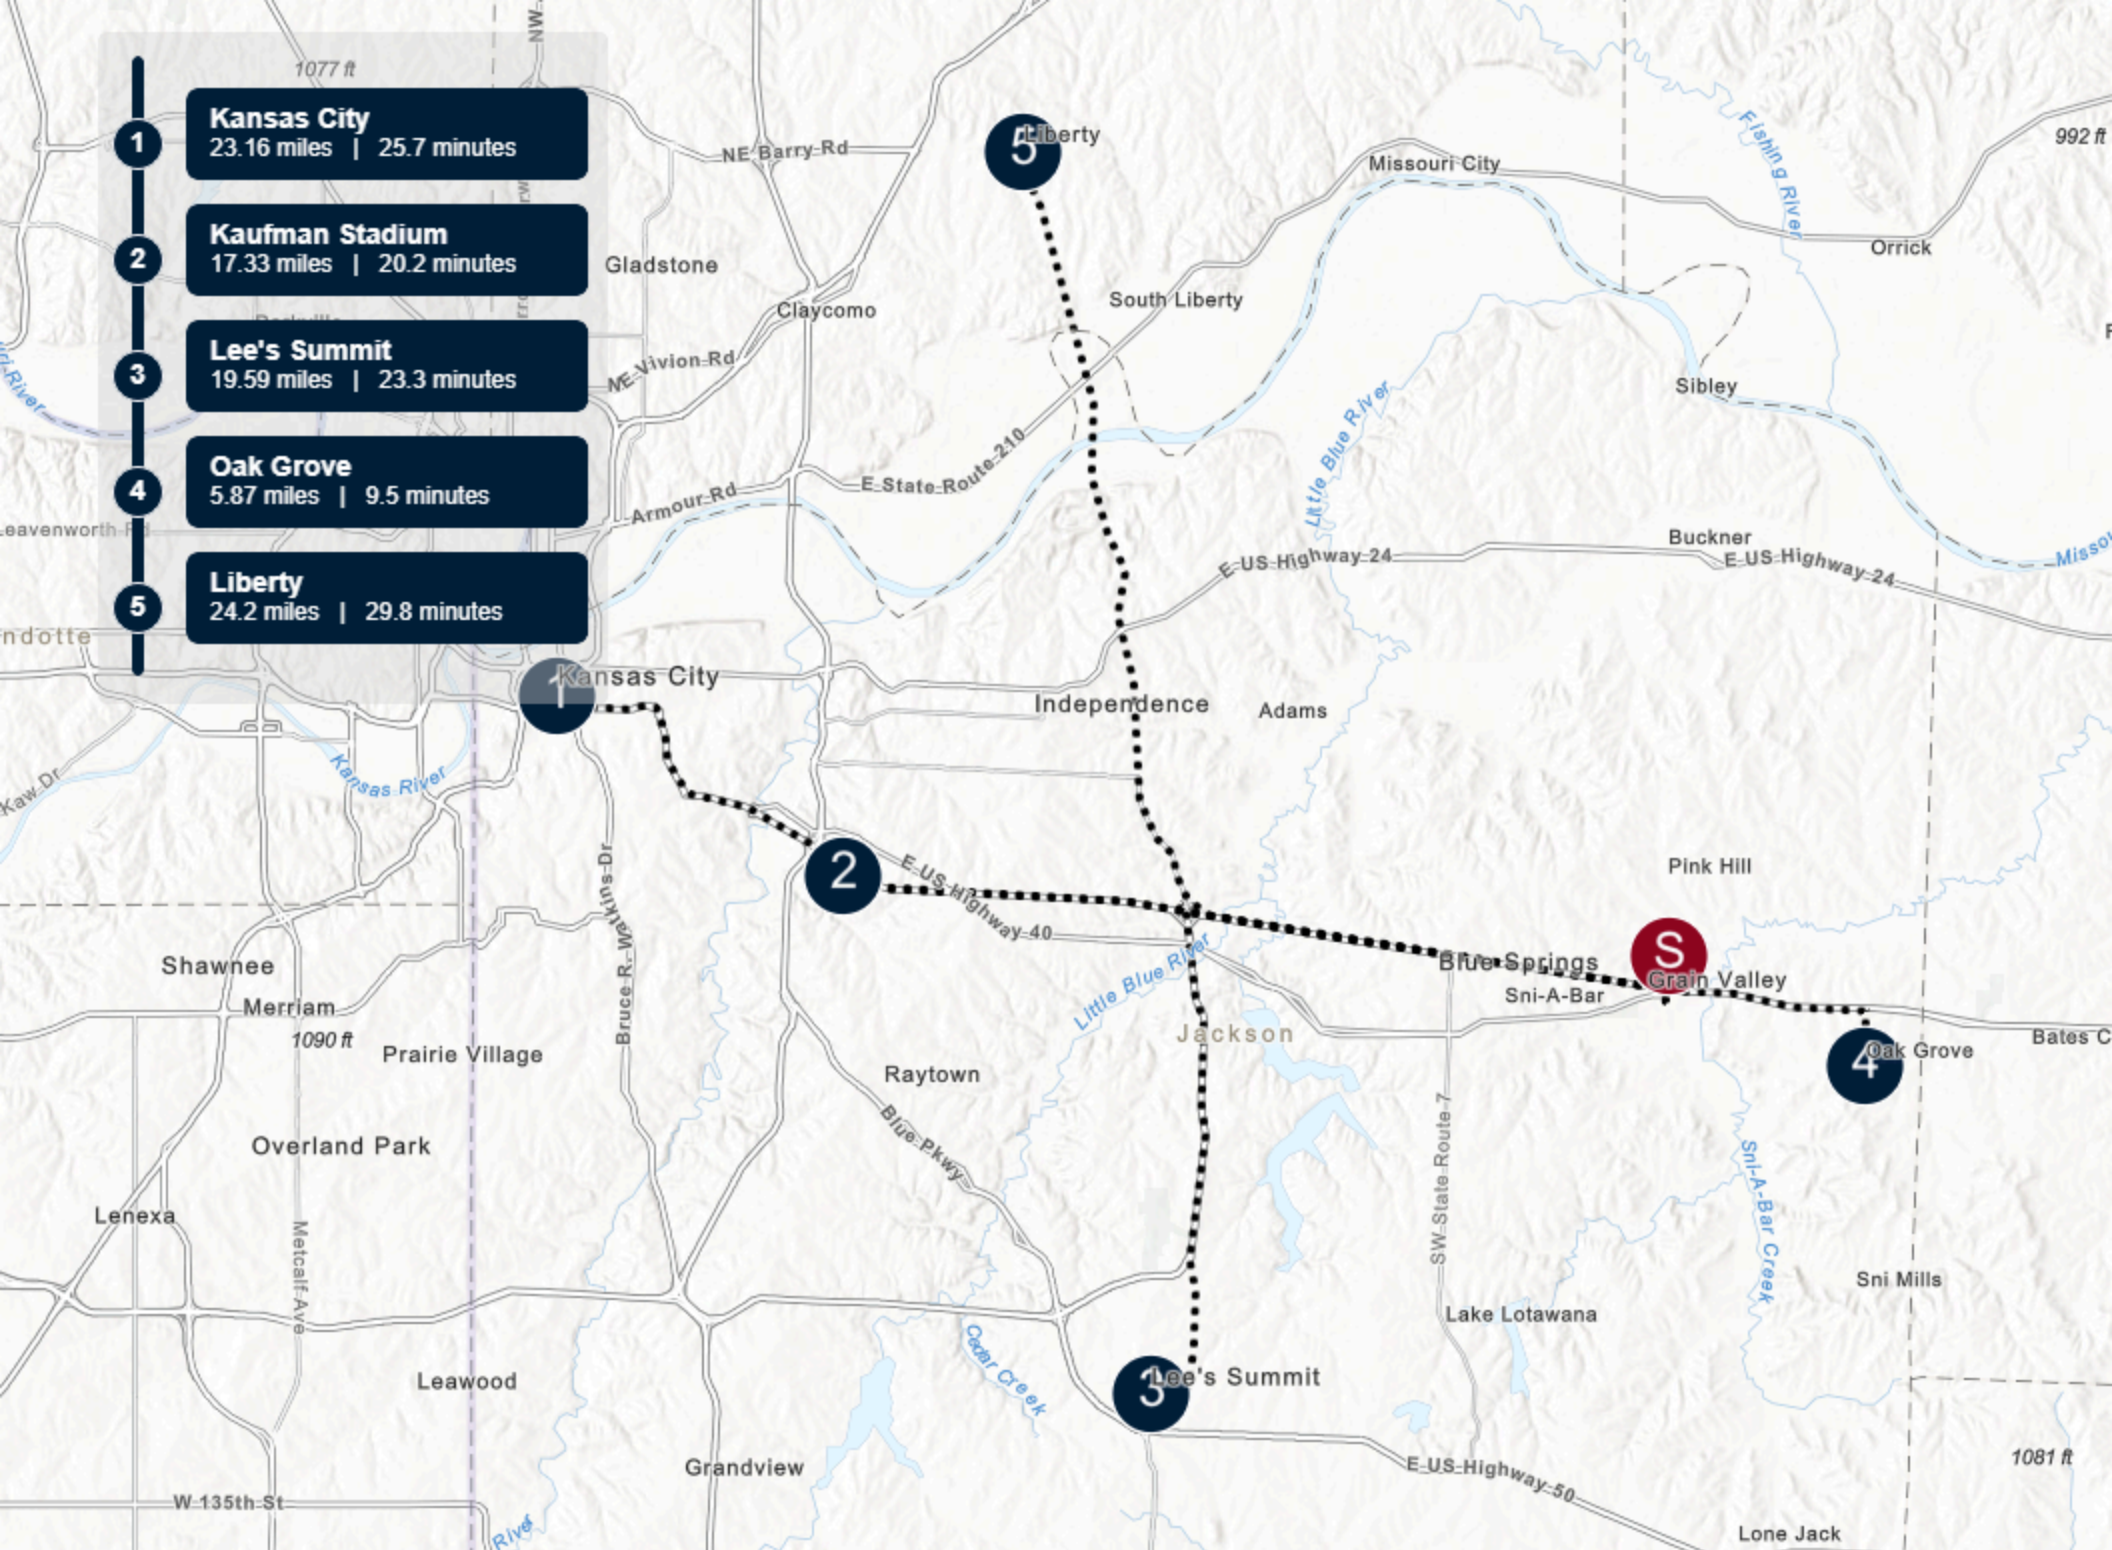 1
Kansas City
23.16 miles | 25.7 minutes
2
Kaufman Stadium
17.33 miles | 20.2 minutes
3
Lee's Summit
19.59 miles | 23.3 minutes
4
Oak Grove
5.87 miles | 9.5 minutes
5
Liberty
24.2 miles | 29.8 minutes
1077 ft
NW
5
Liberty
NE Barry Rd
Missouri City
Fishing River
992 ft
Orrick
Gladstone
Claycomo
South Liberty
NE Vivion Rd
Sibley
Little Blue River
E State Route 210
Armour Rd
Leavenworth Rd
E US Highway 24
Buckner
E US Highway 24
1
Kansas City
Independence
Adams
Kansas River
Kaw Dr
2
E US Highway 40
Pink Hill
S
Blue Springs
Grain Valley
Sni-A-Bar
Shawnee
Merriam
1090 ft
Prairie Village
Bruce R. Watkins Dr
Little Blue River
Jackson
4
Oak Grove
Bates C
Raytown
Blue Pkwy
Overland Park
SW State Route 7
Sni-A-Bar Creek
Lenexa
Metcalf Ave
Sni Mills
Lake Lotawana
Cedar Creek
Leawood
3
Lee's Summit
Grandview
E US Highway 50
1081 ft
W 135th St
River
Lone Jack